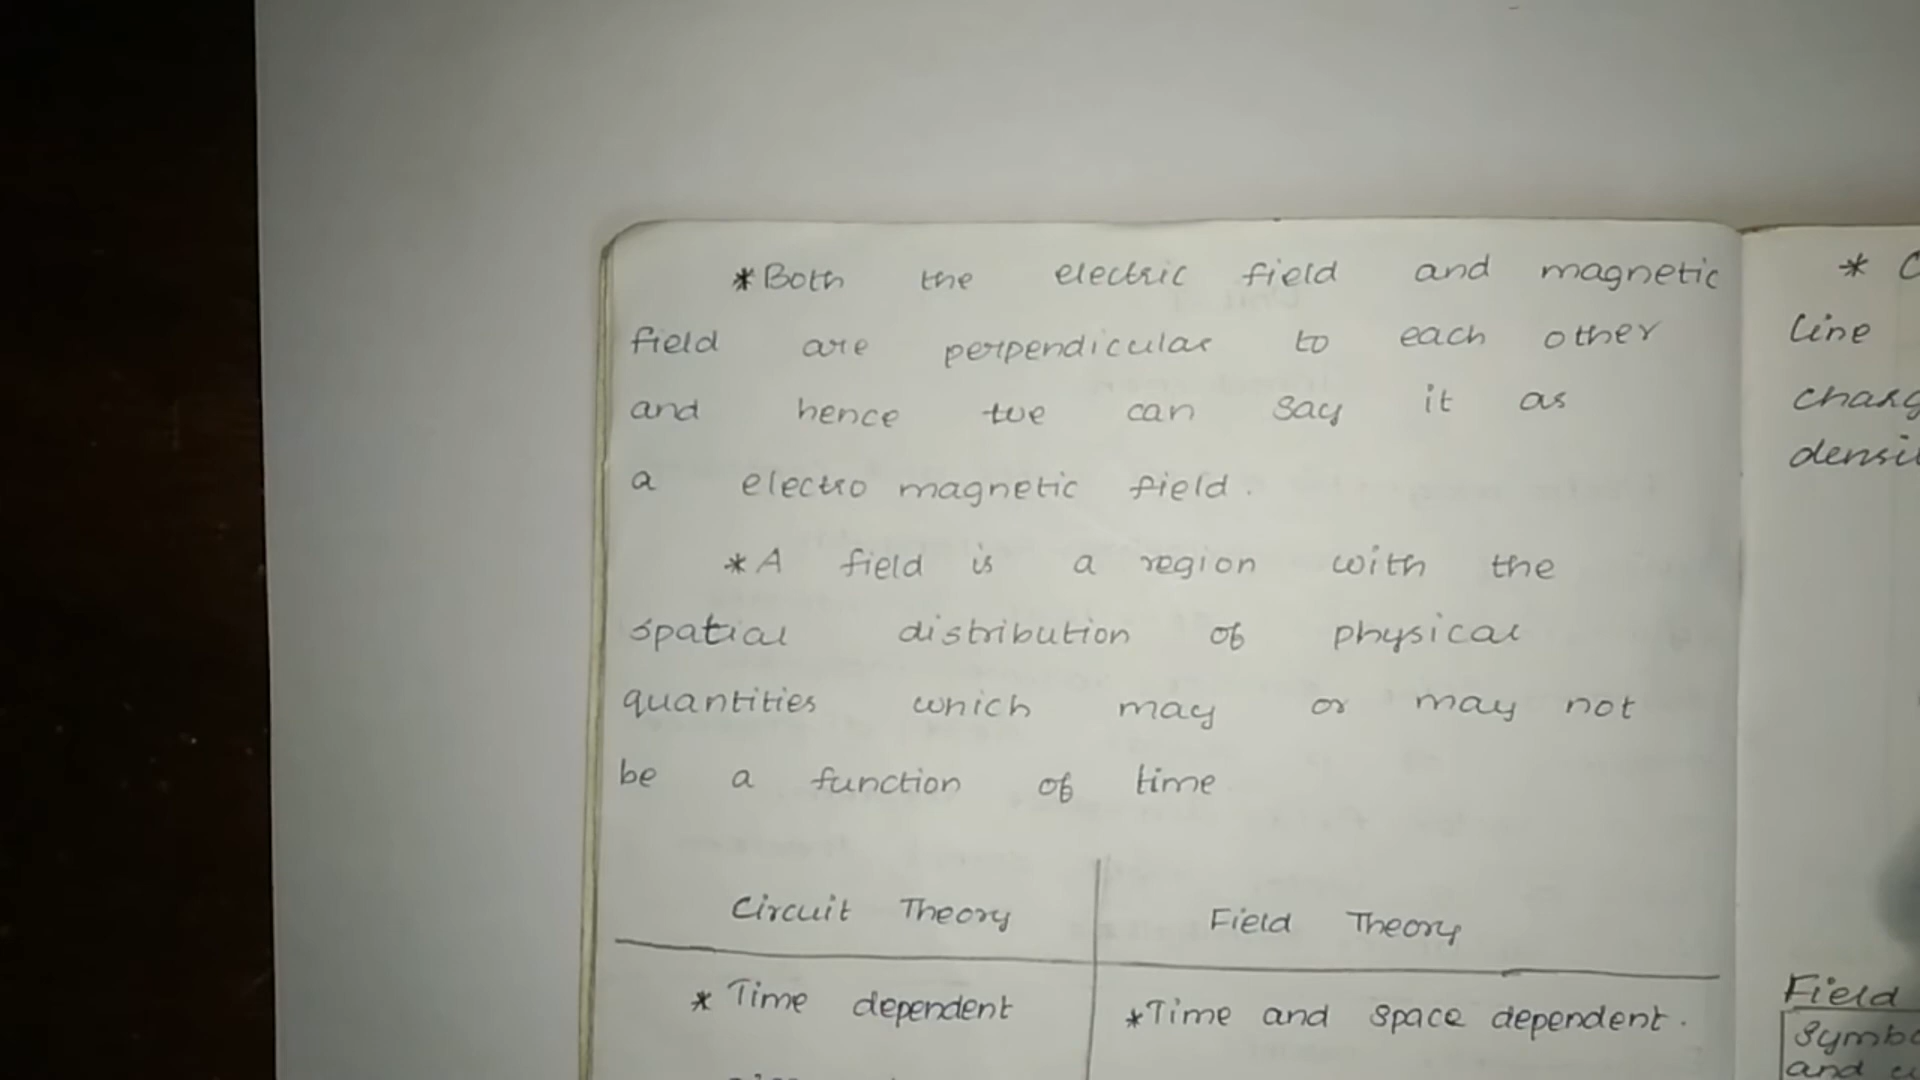 *Both the electric field and magnetic
field are perpendicular to each other
and hence we can say it as
a electro magnetic field.
*A field is a region with the
spatial distribution of physical
quantities which may or may not
be a function of time
Circuit Theory Field Theory
* Time dependent *Time and space dependent.
*
line
Field